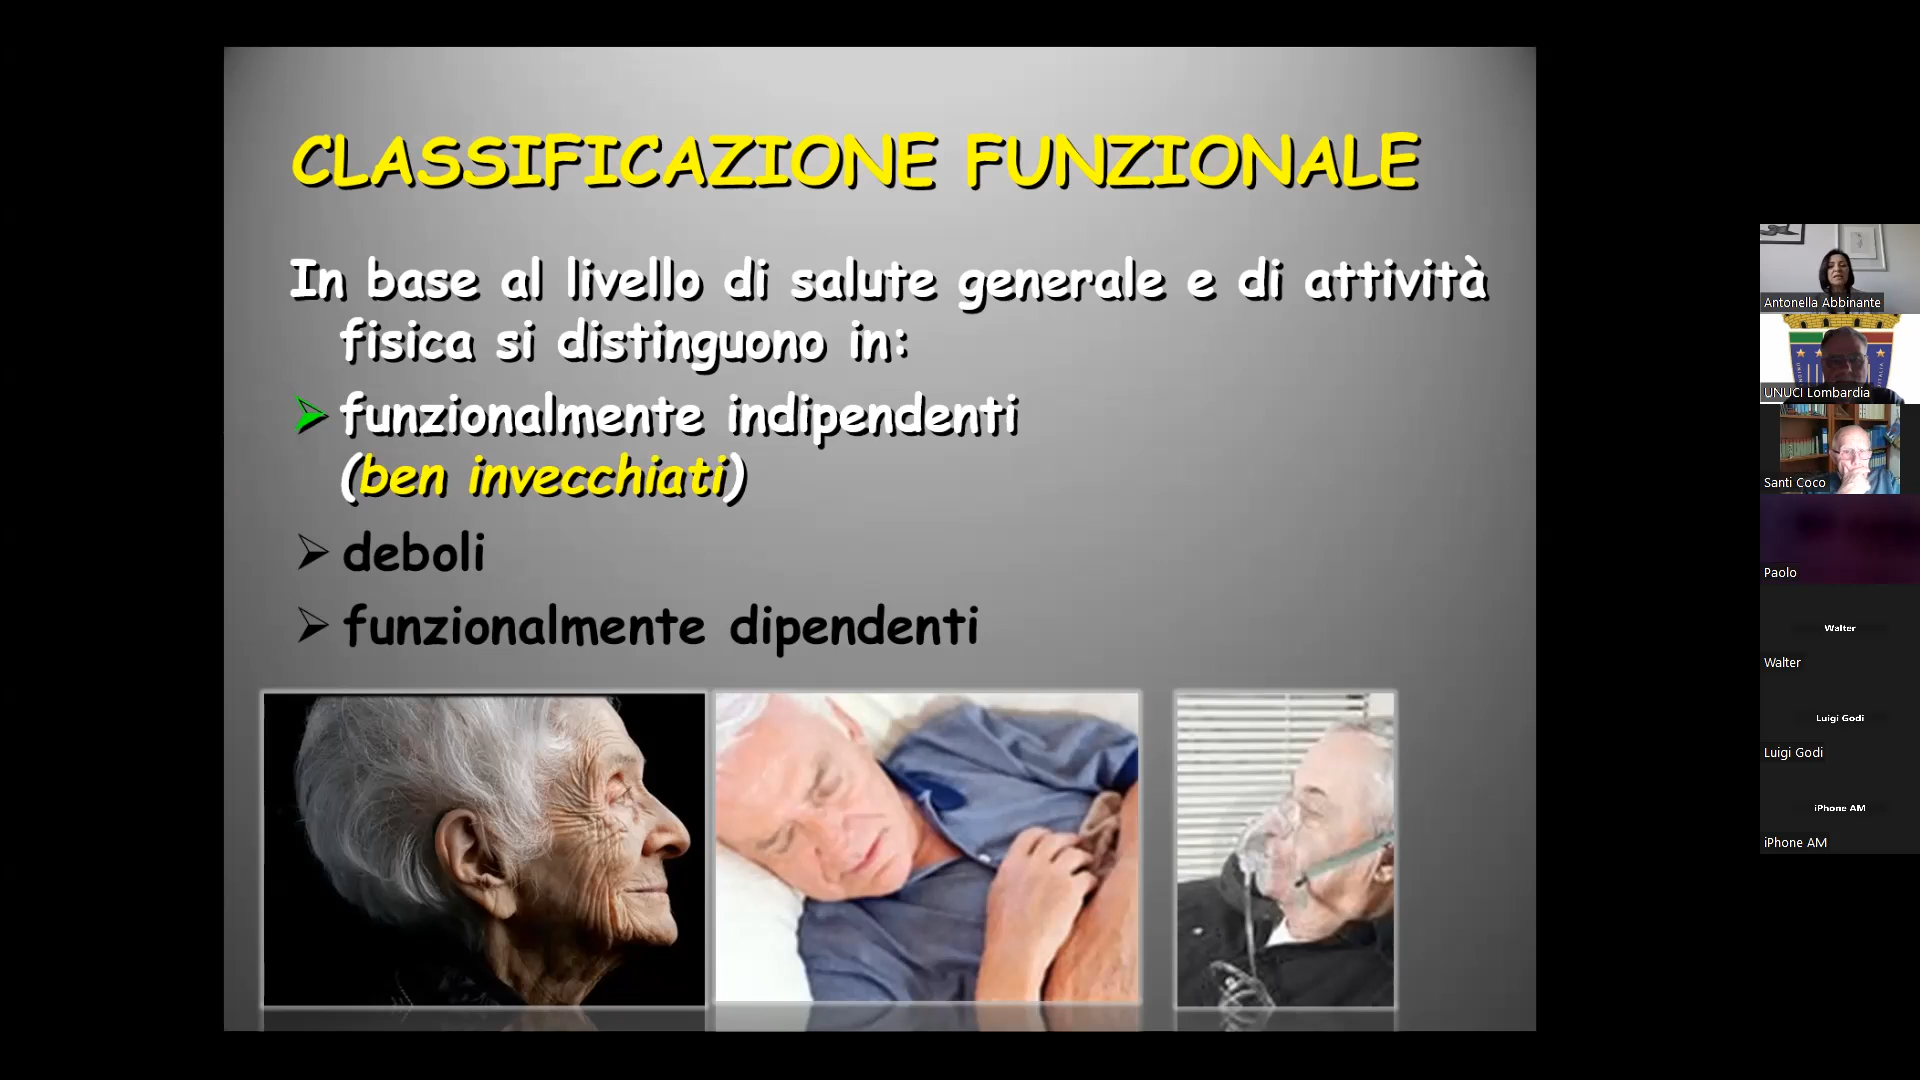 CLASSIFICAZIONE FUNZIONALE
In base al livello di salute generale e di attività
fisica si distinguono in:
funzionalmente indipendenti
(ben invecchiati)
deboli
funzionalmente dipendenti
Antonella Abbinante
UNUCI Lombardia
Santi Coco
Paolo
Walter
Walter
Luigi Godi
Luigi Godi
iPhone AM
iPhone AM